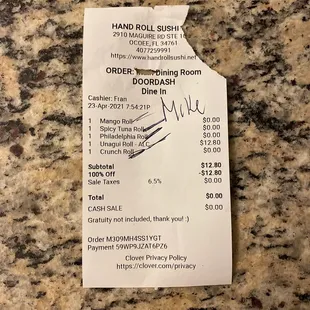 HAND ROLL SUSHI
2910 MAGUIRE RD STE
OCOEE, FL 34761
4077259991
https://www.handrollsushi.net
ORDER: Dining Room
DOORDASH
Dine In
Cashier: Fran
23-Apr-2021 7:54:21P
Mike
1 Mango Roll $0.00
1 Spicy Tuna Roll $0.00
1 Philadelphia Roll $0.00
1 Unagui Roll - ALC $12.80
1 Crunch Roll $0.00
Subtotal $12.80
100% Off -$12.80
Sale Taxes 6.5% $0.00
Total $0.00
CASH SALE $0.00
Gratuity not included, thank you! :)
Order M309MH4SS1YGT
Payment 59WP9JZAT6PZ6
Clover Privacy Policy
https://clover.com/privacy